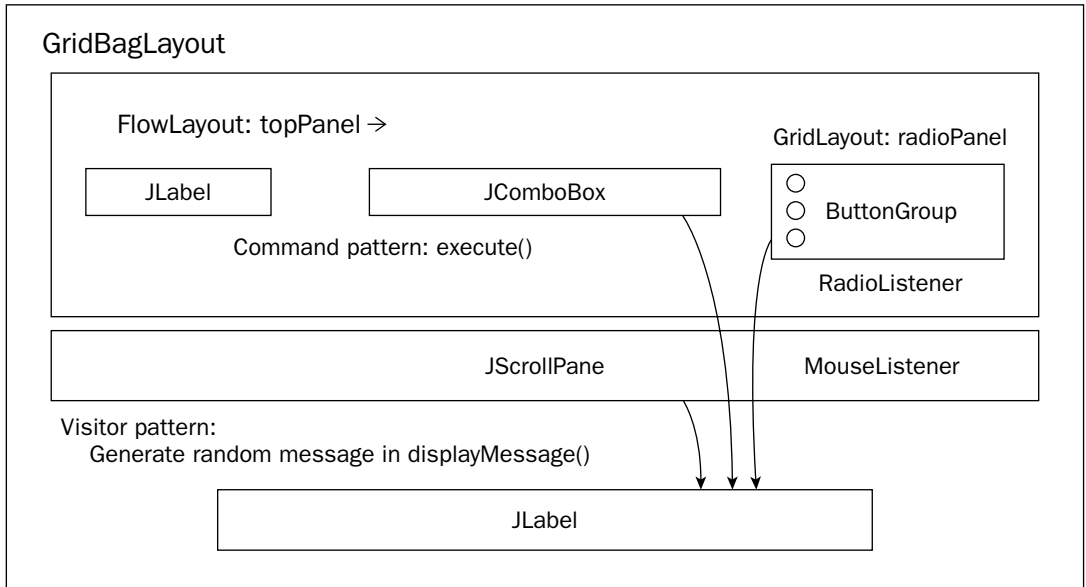 GridBagLayout
FlowLayout: topPanel →
GridLayout: radioPanel
JLabel
JComboBox
ButtonGroup
Command pattern: execute()
RadioListener
JScrollPane
MouseListener
Visitor pattern:
Generate random message in displayMessage()
JLabel